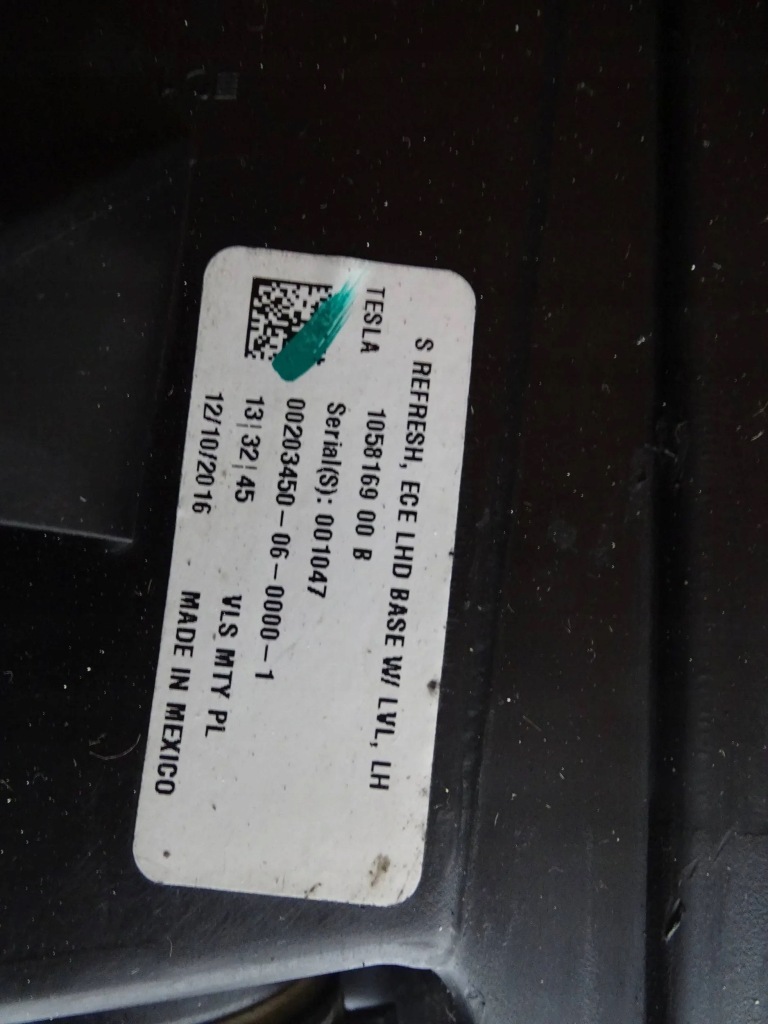 S REFRESH, ECE LHD BASE W/ LVL, LH
TESLA 1058169 00 B
Serial(S): 001047
00203450-06-0000-1
13|32|45 VLS MTY PL
12/10/2016 MADE IN MEXICO